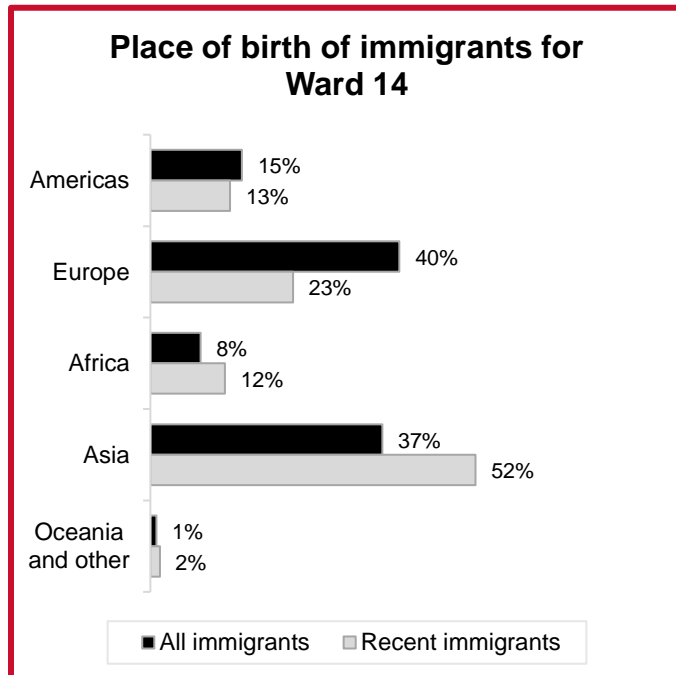 Place of birth of immigrants for
Ward 14
Americas
15%
13%
Europe
40%
23%
Africa
8%
12%
Asia
37%
52%
Oceania
and other
1%
2%
All immigrants
Recent immigrants